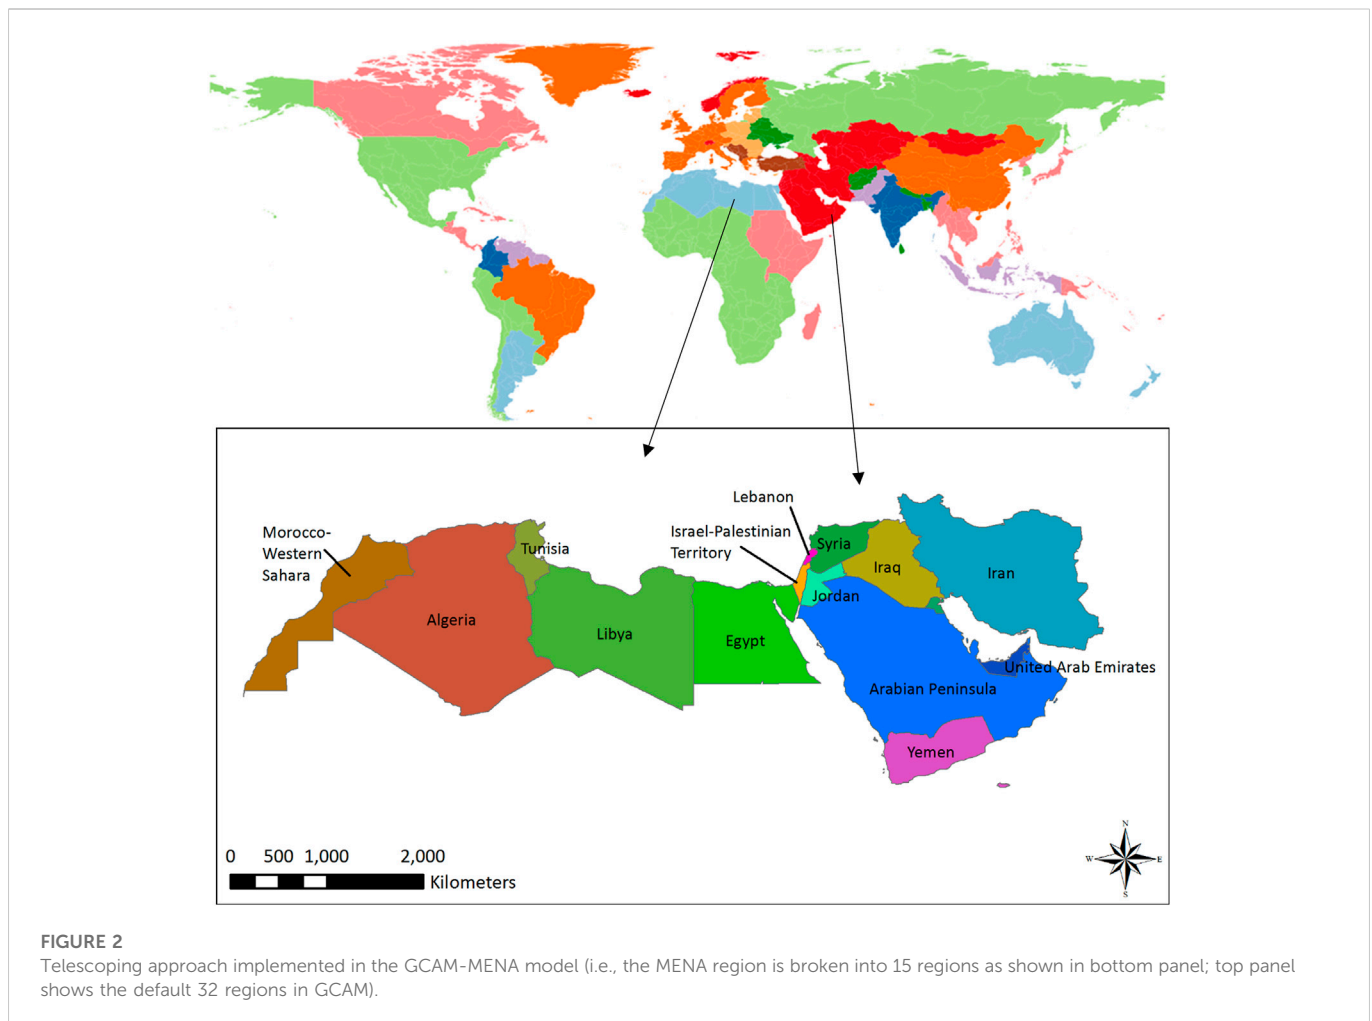 Lebanon
Morocco-
Western
Sahara
Israel-Palestinian
Territory
Tunisia
Syria
Iraq
Iran
Jordan
Algeria
Libya
Egypt
United Arab Emirates
Arabian Peninsula
Yemen
N
W
E
S
0 500 1,000 2,000
Kilometers
FIGURE 2
Telescoping approach implemented in the GCAM-MENA model (i.e., the MENA region is broken into 15 regions as shown in bottom panel; top panel
shows the default 32 regions in GCAM).